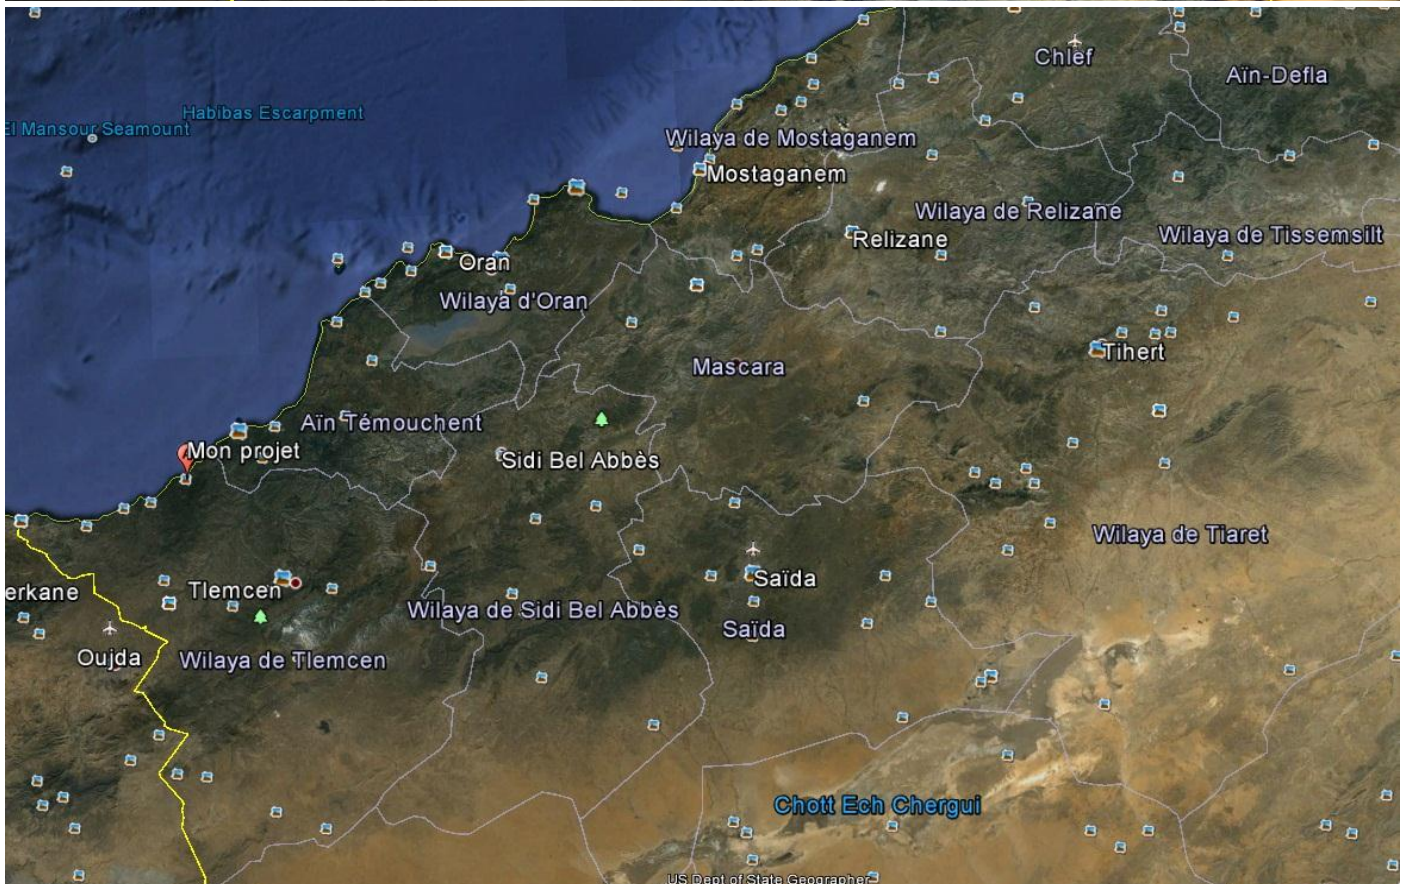 Chlef
Aïn-Defla
Habibas Escarpment
El Mansour Seamount
Wilaya de Mostaganem
Mostaganem
Wilaya de Relizane
Relizane
Wilaya de Tissemsilt
Oran
Wilaya d'Oran
Mascara
Tihert
Aïn Témouchent
Mon projet
Sidi Bel Abbès
Wilaya de Tiaret
Saïda
erkane
Tlemcen
Wilaya de Sidi Bel Abbès
Saïda
Oujda
Wilaya de Tlemcen
Chott Ech Chergui
US Dept of State Geographer